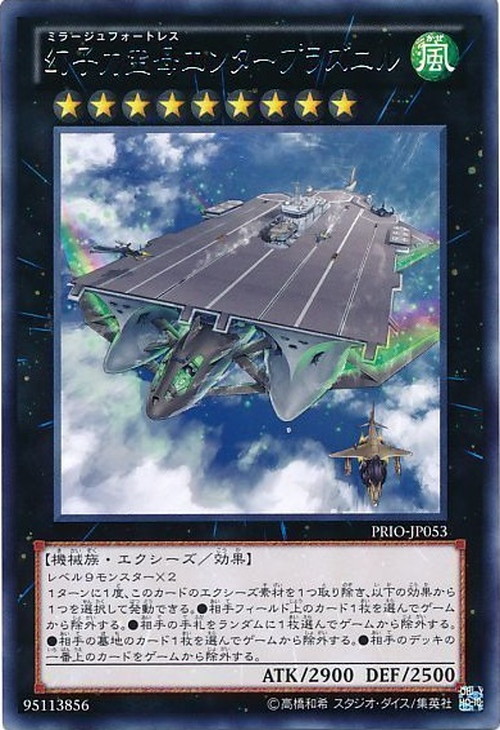 ミラージュフォートレス
幻子力空母エンタープラズニル
かぜ
風
PRIO-JP053
【機械族・エクシーズ/効果】
レベル9モンスター×2
1ターンに1度、このカードのエクシーズ素材を1つ取り除き、以下の効果から
1つを選択して発動できる。●相手フィールド上のカード1枚を選んでゲーム
から除外する。●相手の手札をランダムに1枚選んでゲームから除外する。
●相手の墓地のカード1枚を選んでゲームから除外する。●相手のデッキの
一番上のカードをゲームから除外する。
ATK/2900 DEF/2500
95113856
©高橋和希 スタジオ・ダイス/集英社